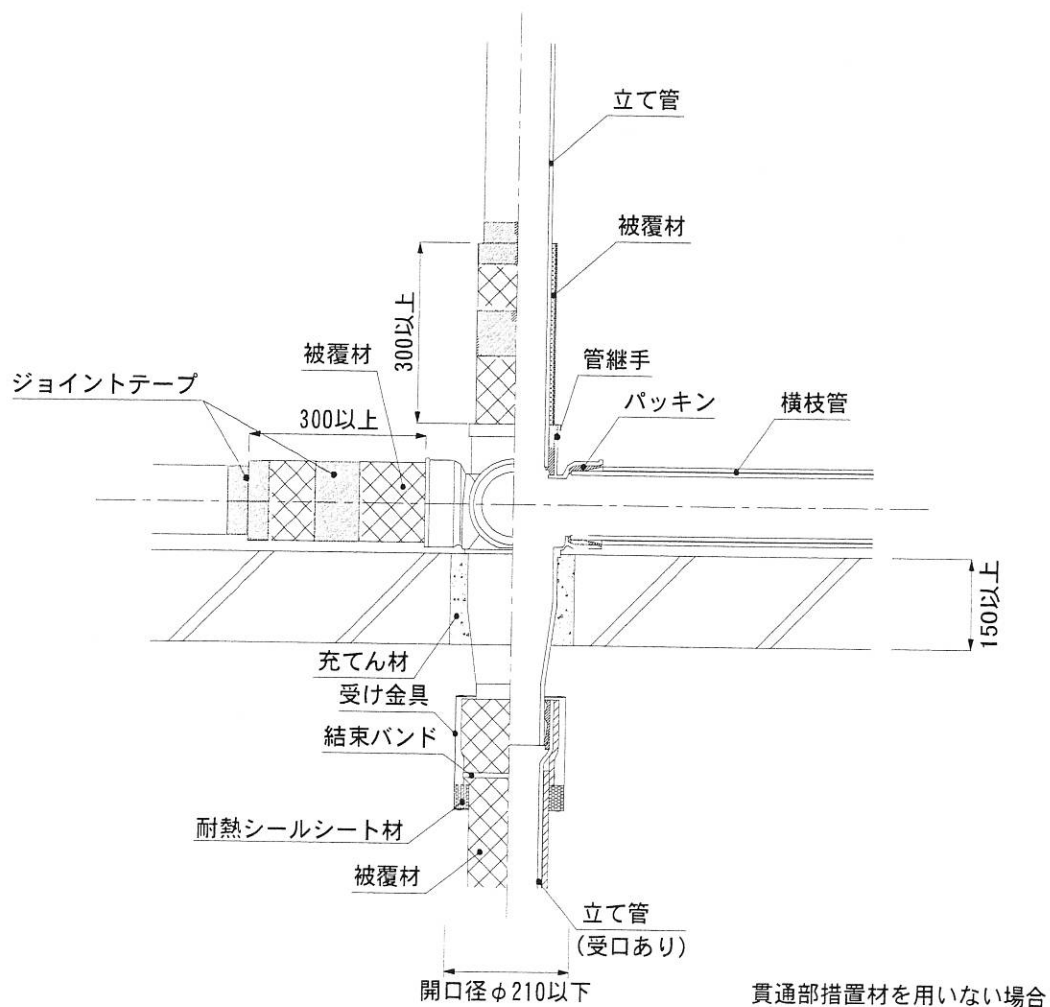 立て管
被覆材
300以上
被覆材
管継手
ジョイントテープ
パッキン
横枝管
300以上
150以上
充てん材
受け金具
結束バンド
耐熱シールシート材
被覆材
立て管
(受口あり)
開口径φ210以下
貫通部措置材を用いない場合